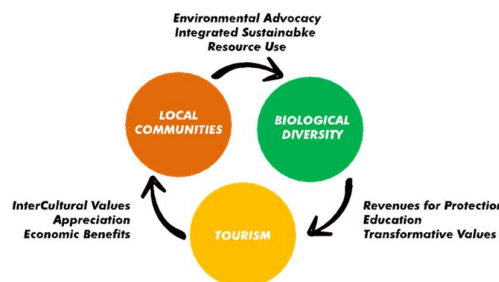 Environmental Advocacy
Integrated Sustainabke
Resource Use
LOCAL
COMMUNITIES
BIOLOGICAL
DIVERSITY
InterCultural Values
Appreciation
Economic Benefits
Revenues for Protection
Education
Transformative Values
TOURISM